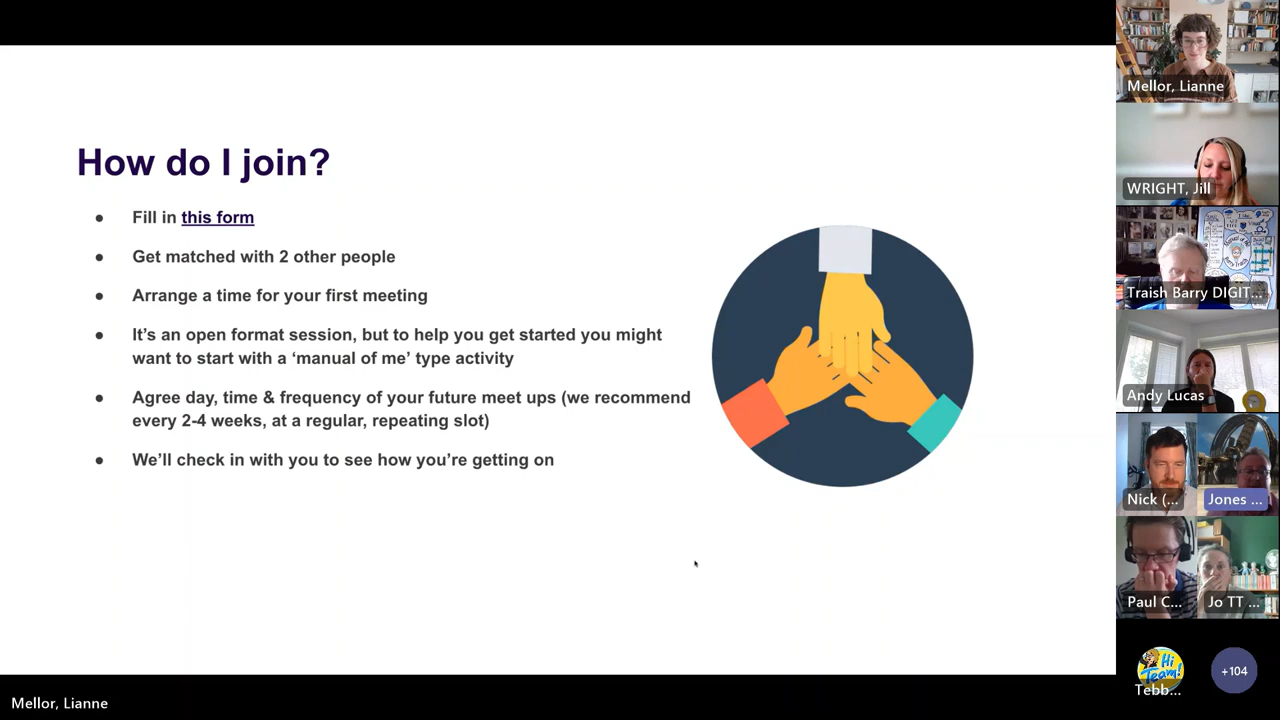 How do I join?
● Fill in this form
● Get matched with 2 other people
● Arrange a time for your first meeting
● It’s an open format session, but to help you get started you might
want to start with a ‘manual of me’ type activity
● Agree day, time & frequency of your future meet ups (we recommend
every 2-4 weeks, at a regular, repeating slot)
● We’ll check in with you to see how you’re getting on
Mellor, Lianne
WRIGHT, Jill
Traish Barry DIGIT...
Andy Lucas
Nick (...
Jones ...
Paul C...
Jo TT ...
Hi
Team!
Tebb...
+104
Mellor, Lianne